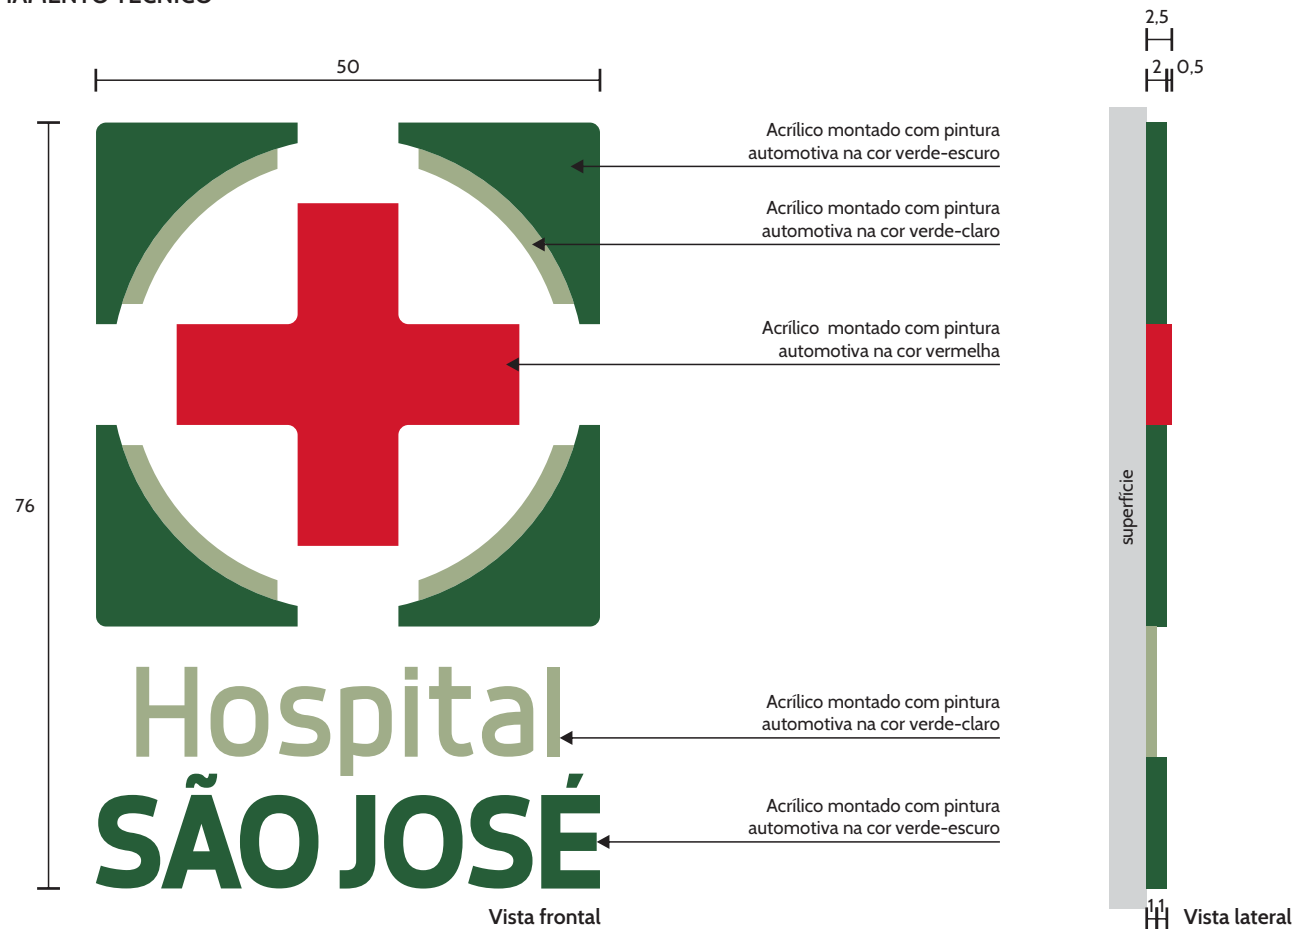 2,5
50
2 0,5
Acrílico montado com pintura
automotiva na cor verde-escuro
Acrílico montado com pintura
automotiva na cor verde-claro
Acrílico montado com pintura
automotiva na cor vermelha
76
superfície
Hospital
Acrílico montado com pintura
automotiva na cor verde-claro
SÃO JOSÉ
Acrílico montado com pintura
automotiva na cor verde-escuro
Vista frontal
1 1
Vista lateral